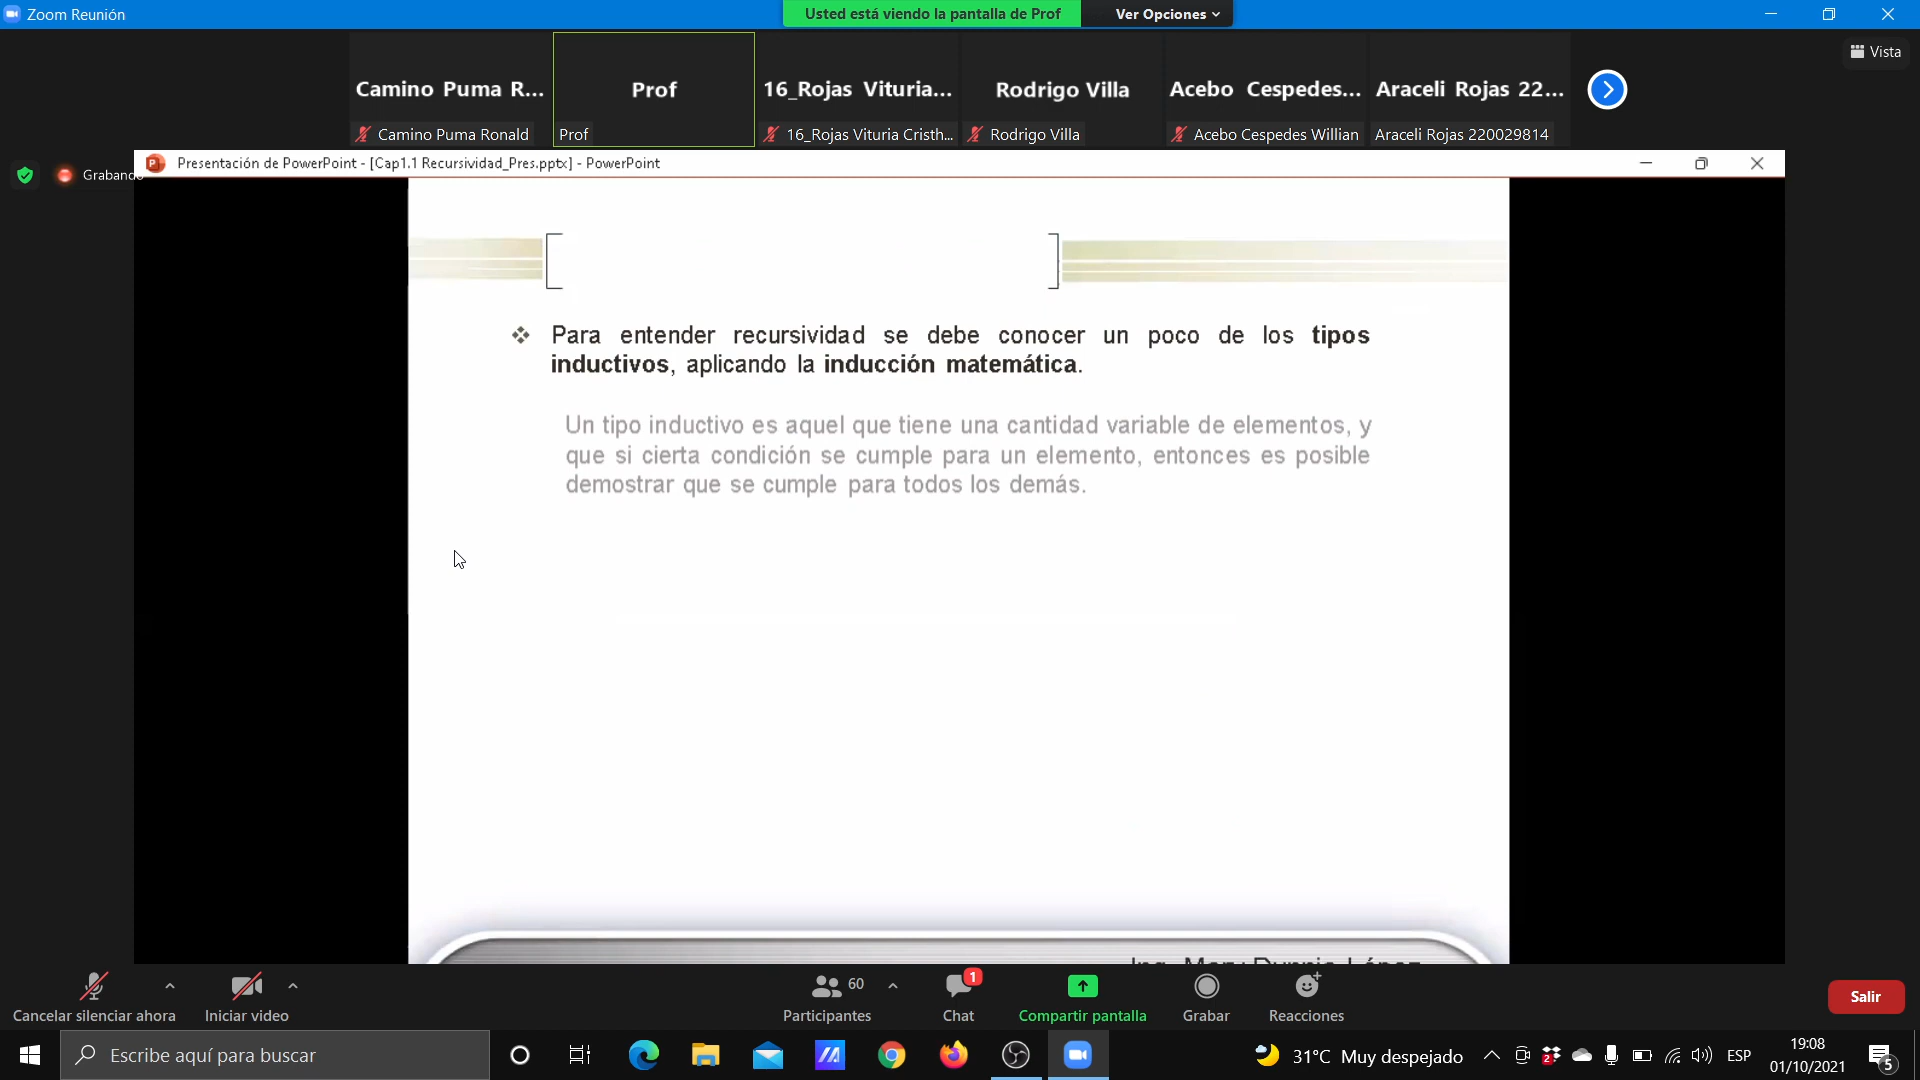 Zoom Reunión
Usted está viendo la pantalla de Prof
Ver Opciones
Vista
Camino Puma R...
Prof
16_Rojas Vituria...
Rodrigo Villa
Acebo Cespedes...
Araceli Rojas 22...
Camino Puma Ronald
Prof
16_Rojas Vituria Cristh...
Rodrigo Villa
Acebo Cespedes Willian
Araceli Rojas 220029814
Grabando
Presentación de PowerPoint - [Cap1.1 Recursividad_Pres.pptx] - PowerPoint
Para entender recursividad se debe conocer un poco de los tipos
inductivos, aplicando la inducción matemática.
Un tipo inductivo es aquel que tiene una cantidad variable de elementos, y
que si cierta condición se cumple para un elemento, entonces es posible
demostrar que se cumple para todos los demás.
Cancelar silenciar ahora
Iniciar video
60
Participantes
1
Chat
Compartir pantalla
Grabar
Reacciones
Salir
Escribe aquí para buscar
31°C Muy despejado
2
ESP
19:08
01/10/2021
5